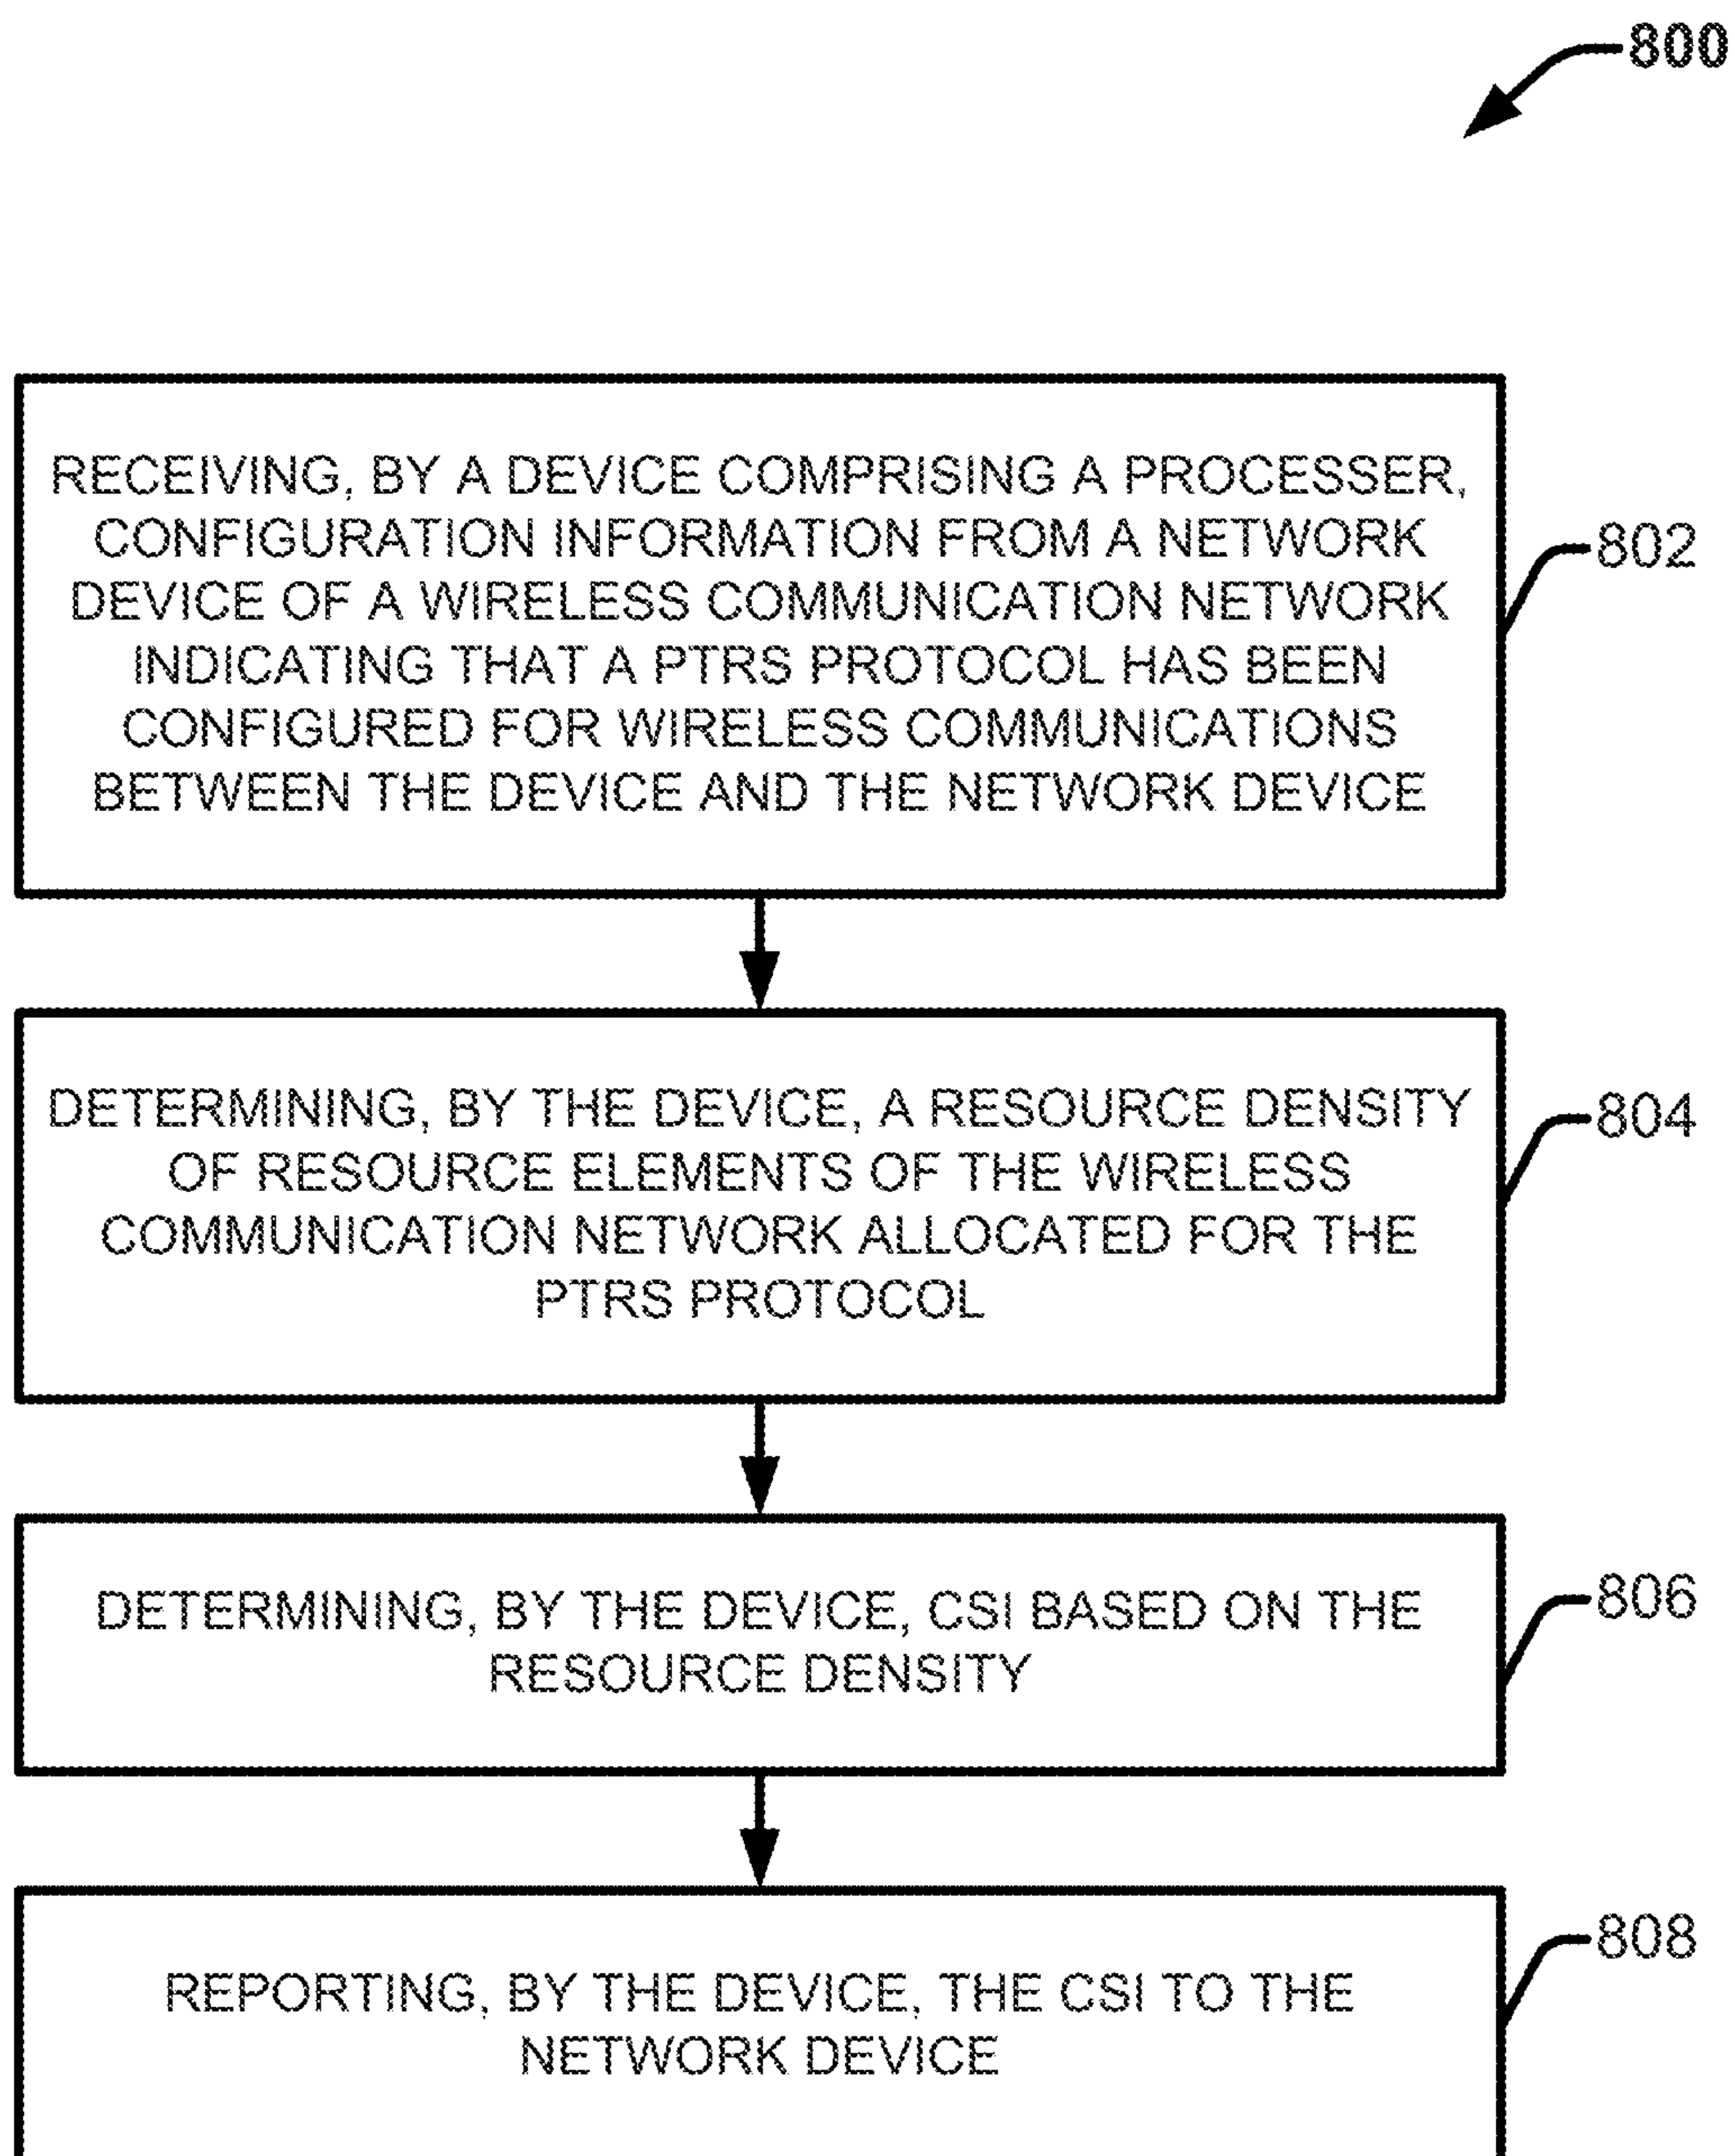 800
RECEIVING, BY A DEVICE COMPRISING A PROCESSER,
CONFIGURATION INFORMATION FROM A NETWORK
DEVICE OF A WIRELESS COMMUNICATION NETWORK
INDICATING THAT A PTRS PROTOCOL HAS BEEN
CONFIGURED FOR WIRELESS COMMUNICATIONS
BETWEEN THE DEVICE AND THE NETWORK DEVICE
802
DETERMINING, BY THE DEVICE, A RESOURCE DENSITY
OF RESOURCE ELEMENTS OF THE WIRELESS
COMMUNICATION NETWORK ALLOCATED FOR THE
PTRS PROTOCOL
804
DETERMINING, BY THE DEVICE, CSI BASED ON THE
RESOURCE DENSITY
806
REPORTING, BY THE DEVICE, THE CSI TO THE
NETWORK DEVICE
808